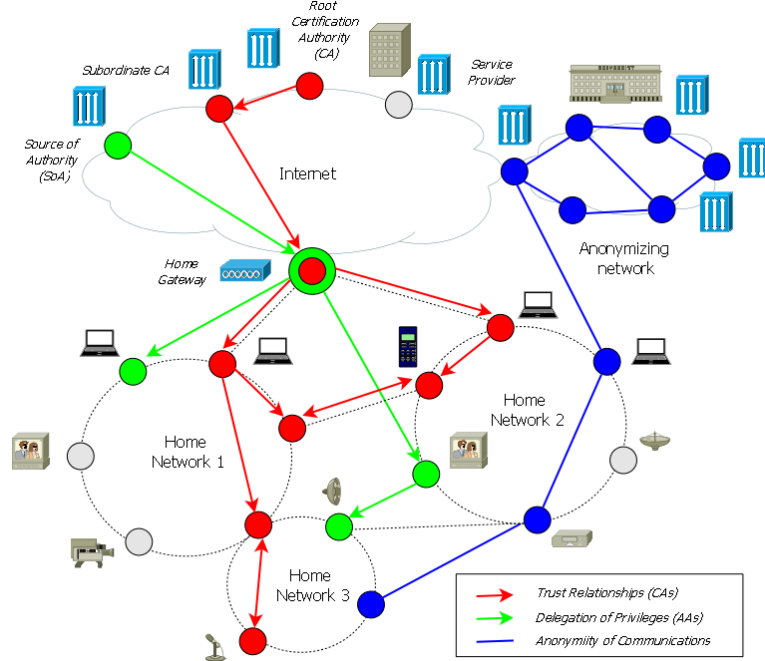 Root
Certification
Authority
(CA)
Subordinate CA
Service
Provider
Source of
Authority
(SoA)
Internet
Anonymizing
network
Home
Gateway
Home
Network 2
Home
Network 1
Home
Network 3
Trust Relationships (CAs)
Delegation of Privileges (AAs)
Anonymiity of Communications